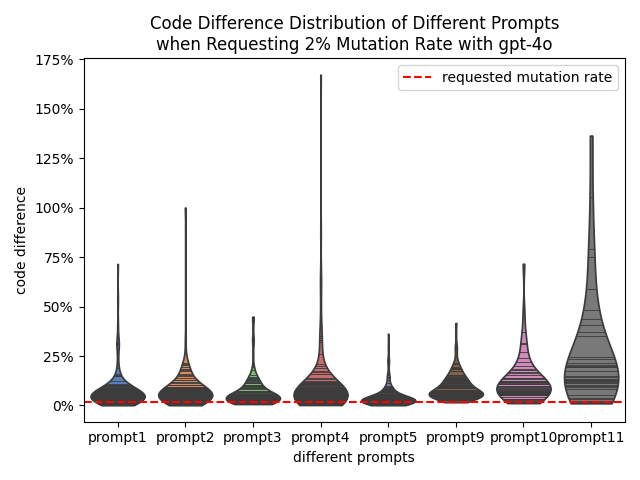 Code Difference Distribution of Different Prompts
when Requesting 2% Mutation Rate with gpt-4o
175%
150%
125%
100%
75%
50%
25%
0%
code difference
requested mutation rate
prompt1 prompt2 prompt3 prompt4 prompt5 prompt9 prompt10 prompt11
different prompts